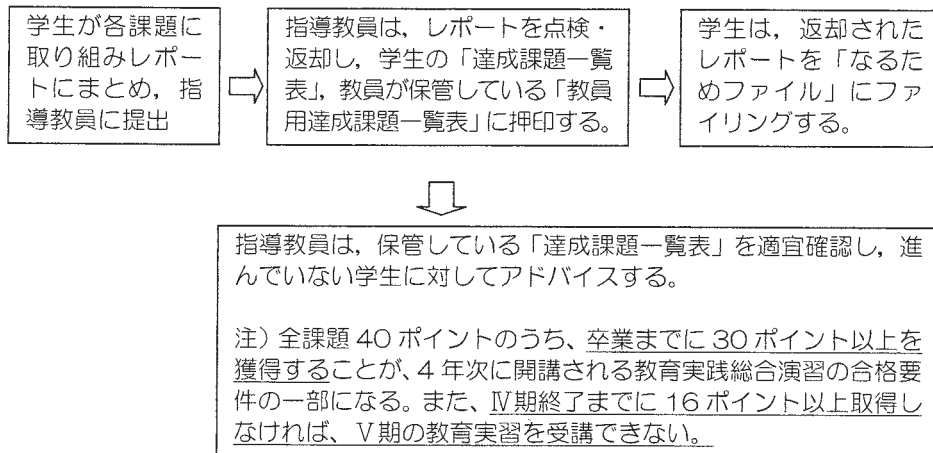 学生が各課題に
取り組みレポー
トにまとめ，指
導教員に提出
指導教員は，レポートを点検・
返却し，学生の「達成課題一覧
表」，教員が保管している「教員
用達成課題一覧表」に押印する。
学生は，返却された
レポートを「なるた
めファイル」にファ
イリングする。
指導教員は，保管している「達成課題一覧表」を適宜確認し，進
んでいない学生に対してアドバイスする。
注）全課題 40 ポイントのうち、卒業までに 30 ポイント以上を
獲得することが、4 年次に開講される教育実践総合演習の合格要
件の一部になる。また、Ⅳ期終了までに 16 ポイント以上取得し
なければ、Ⅴ期の教育実習を受講できない。